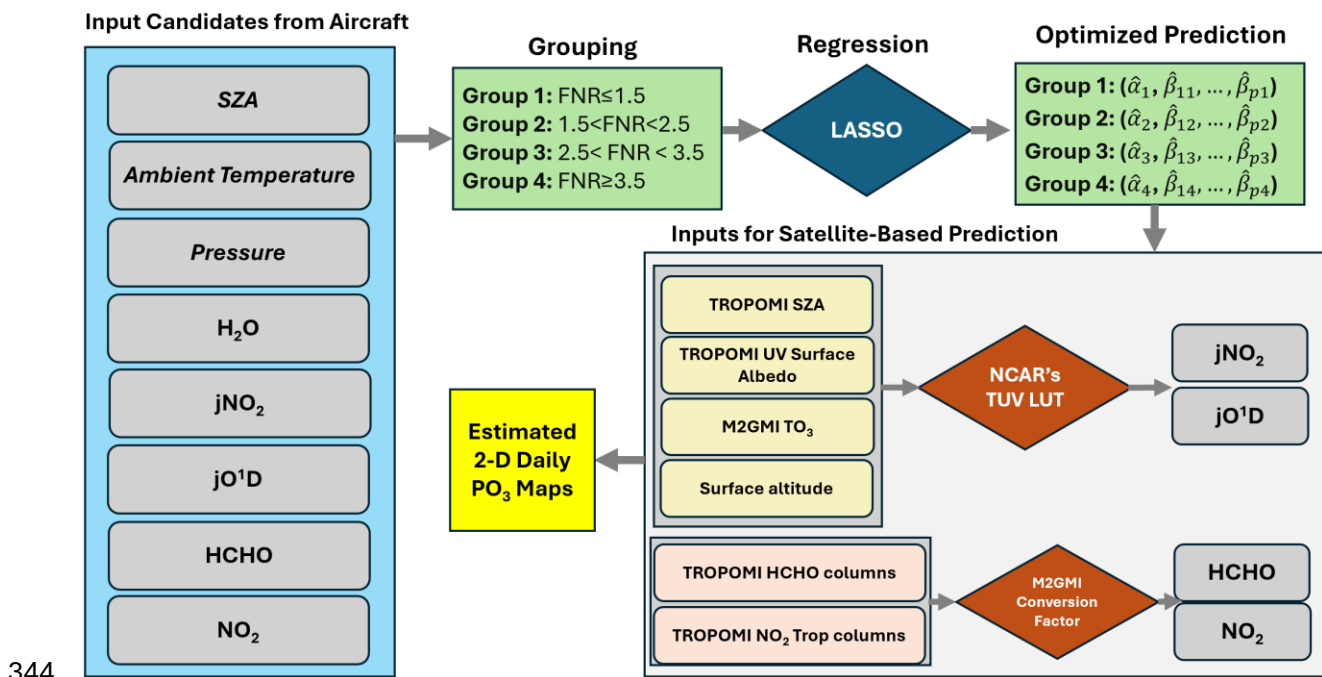 Input Candidates from Aircraft
SZA
Ambient Temperature
Pressure
H₂O
jNO₂
jO¹D
HCHO
NO₂
Grouping
Group 1: FNR≤1.5
Group 2: 1.5<FNR<2.5
Group 3: 2.5< FNR < 3.5
Group 4: FNR≥3.5
Regression
LASSO
Optimized Prediction
Group 1: (α̂₁, β̂₁₁, ..., β̂ₚ₁)
Group 2: (α̂₂, β̂₁₂, ..., β̂ₚ₂)
Group 3: (α̂₃, β̂₁₃, ..., β̂ₚ₃)
Group 4: (α̂₄, β̂₁₄, ..., β̂ₚ₄)
Inputs for Satellite-Based Prediction
TROPOMI SZA
TROPOMI UV Surface
Albedo
M2GMI TO₃
Surface altitude
NCAR's
TUV LUT
jNO₂
jO¹D
TROPOMI HCHO columns
TROPOMI NO₂ Trop columns
M2GMI
Conversion
Factor
HCHO
NO₂
Estimated
2-D Daily
PO₃ Maps
344